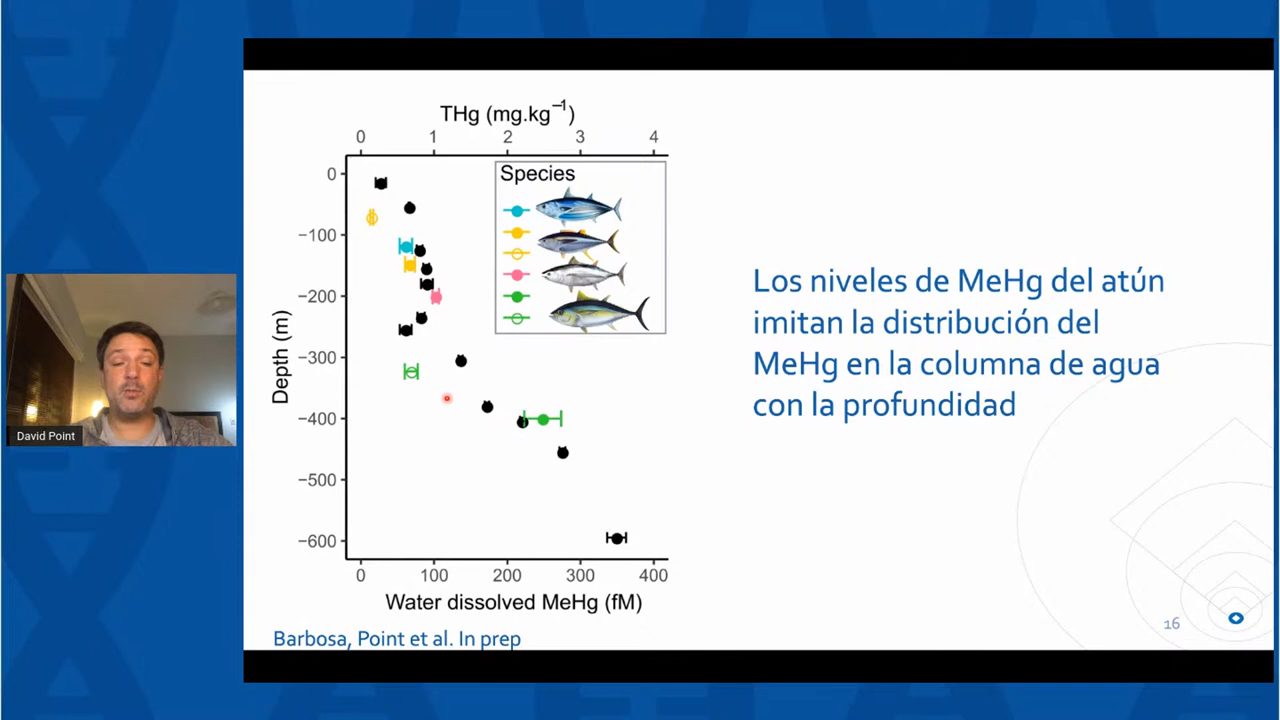 THg (mg.kg⁻¹)
0 1 2 3 4
Species
0
−100
−200
−300
−400
−500
−600
Depth (m)
0 100 200 300 400
Water dissolved MeHg (fM)
Barbosa, Point et al. In prep
Los niveles de MeHg del atún
imitan la distribución del
MeHg en la columna de agua
con la profundidad
16
David Point